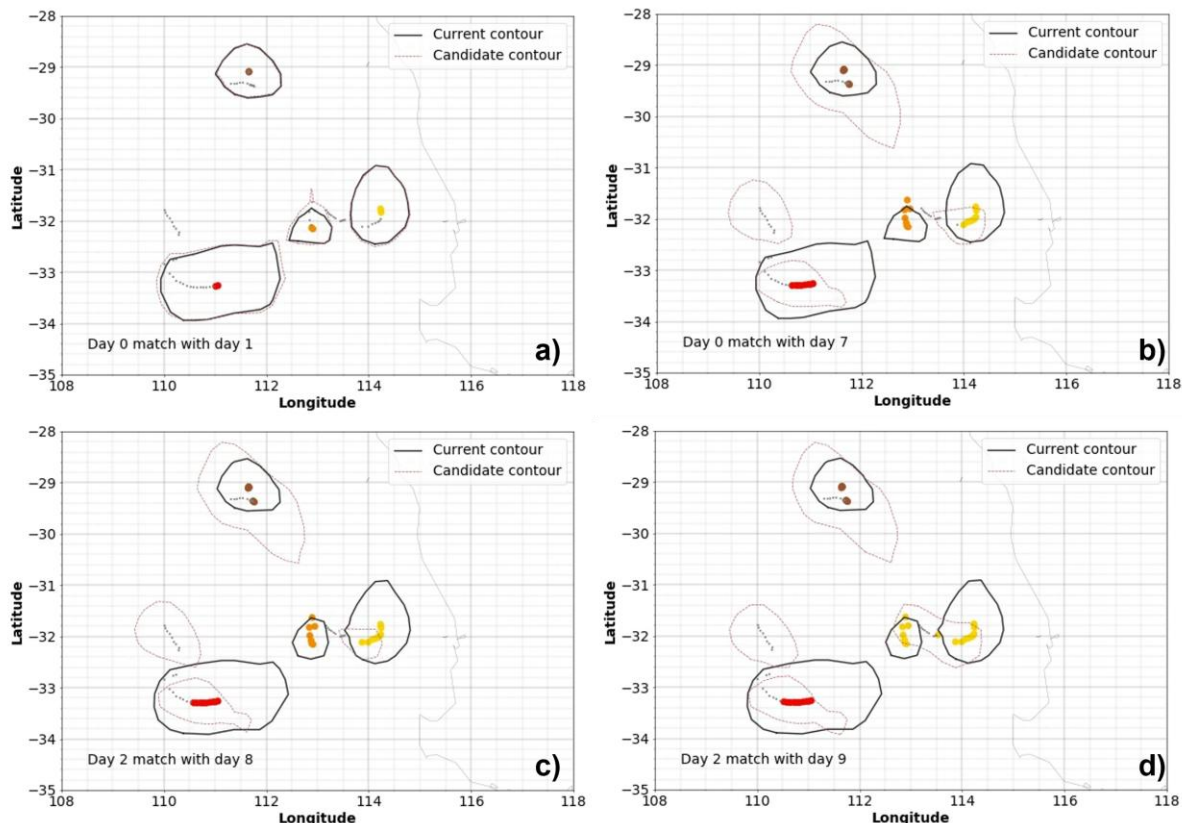 −28
−29
−30
−31
−32
−33
−34
−35
Latitude
108
110
112
114
116
118
Longitude
Current contour
Candidate contour
Day 0 match with day 1
a)
−28
−29
−30
−31
−32
−33
−34
−35
Latitude
108
110
112
114
116
118
Longitude
Current contour
Candidate contour
Day 0 match with day 7
b)
−28
−29
−30
−31
−32
−33
−34
−35
Latitude
108
110
112
114
116
118
Longitude
Current contour
Candidate contour
Day 2 match with day 8
c)
−28
−29
−30
−31
−32
−33
−34
−35
Latitude
108
110
112
114
116
118
Longitude
Current contour
Candidate contour
Day 2 match with day 9
d)